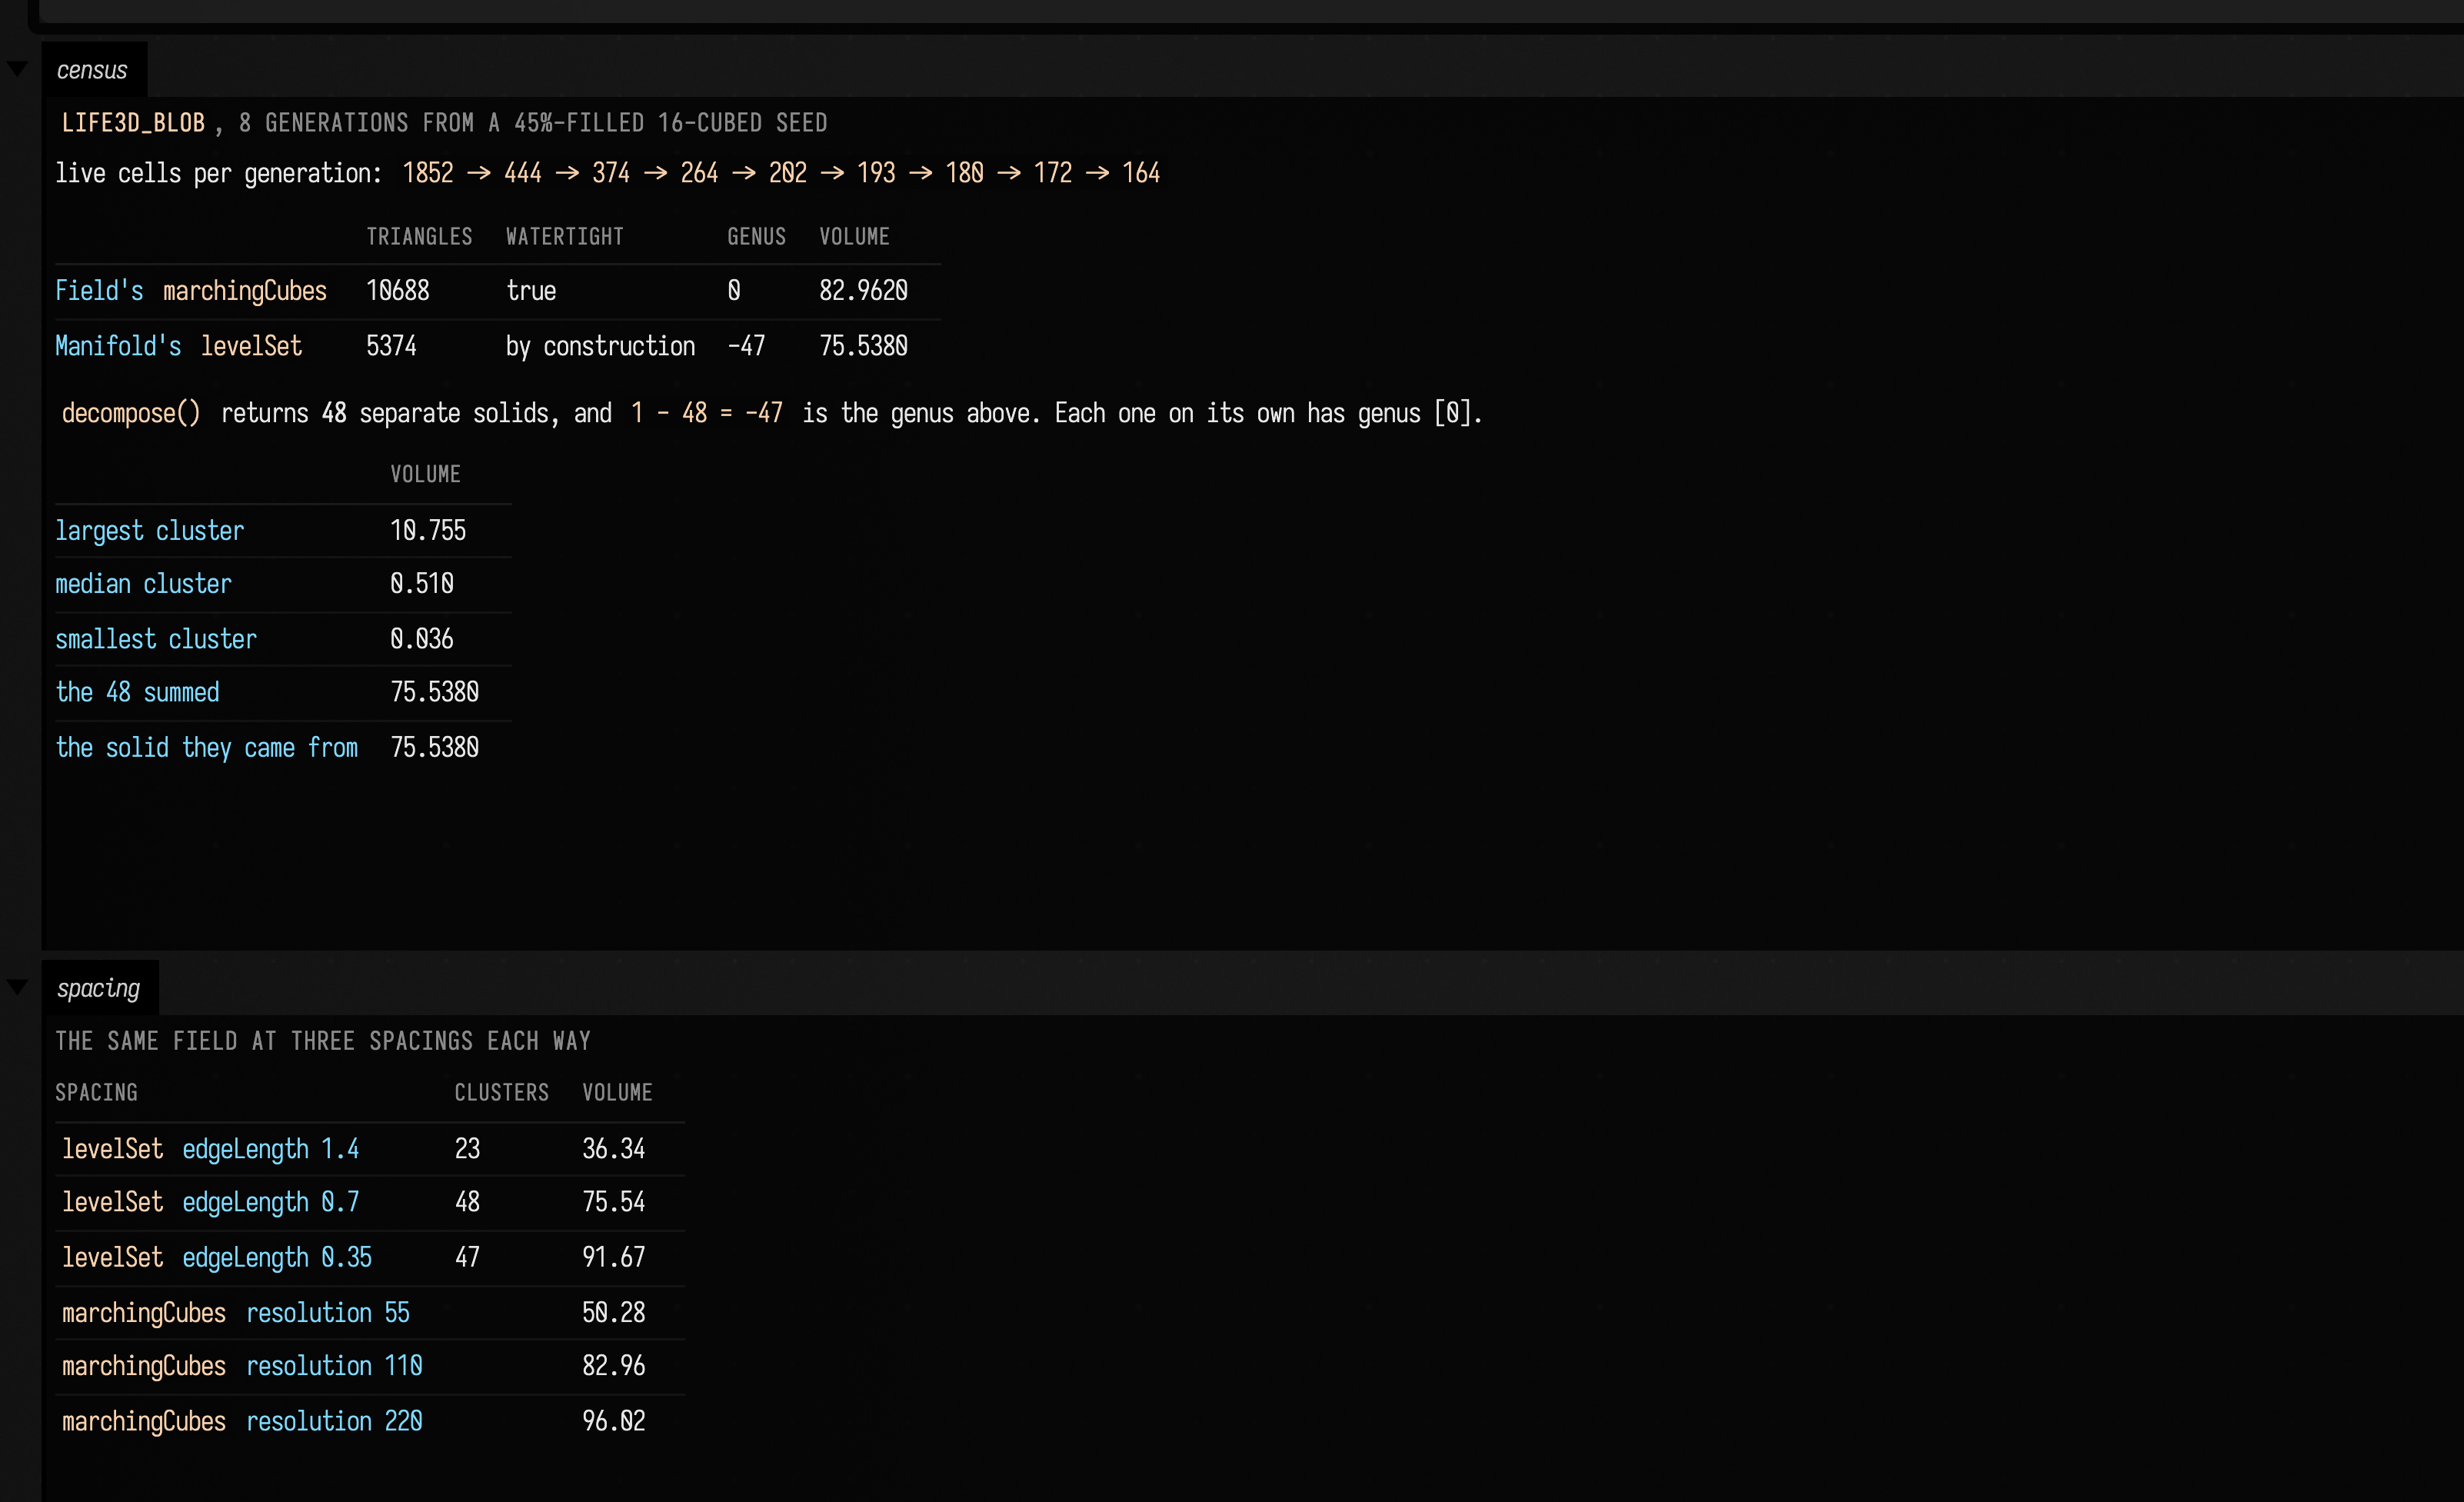 census
LIFE3D_BLOB , 8 GENERATIONS FROM A 45%-FILLED 16-CUBED SEED
live cells per generation: 1852 → 444 → 374 → 264 → 202 → 193 → 180 → 172 → 164
TRIANGLES WATERTIGHT GENUS VOLUME
Field's marchingCubes 10688 true 0 82.9620
Manifold's levelSet 5374 by construction -47 75.5380
decompose() returns 48 separate solids, and 1 - 48 = -47 is the genus above. Each one on its own has genus [0].
VOLUME
largest cluster 10.755
median cluster 0.510
smallest cluster 0.036
the 48 summed 75.5380
the solid they came from 75.5380
spacing
THE SAME FIELD AT THREE SPACINGS EACH WAY
SPACING CLUSTERS VOLUME
levelSet edgeLength 1.4 23 36.34
levelSet edgeLength 0.7 48 75.54
levelSet edgeLength 0.35 47 91.67
marchingCubes resolution 55 50.28
marchingCubes resolution 110 82.96
marchingCubes resolution 220 96.02